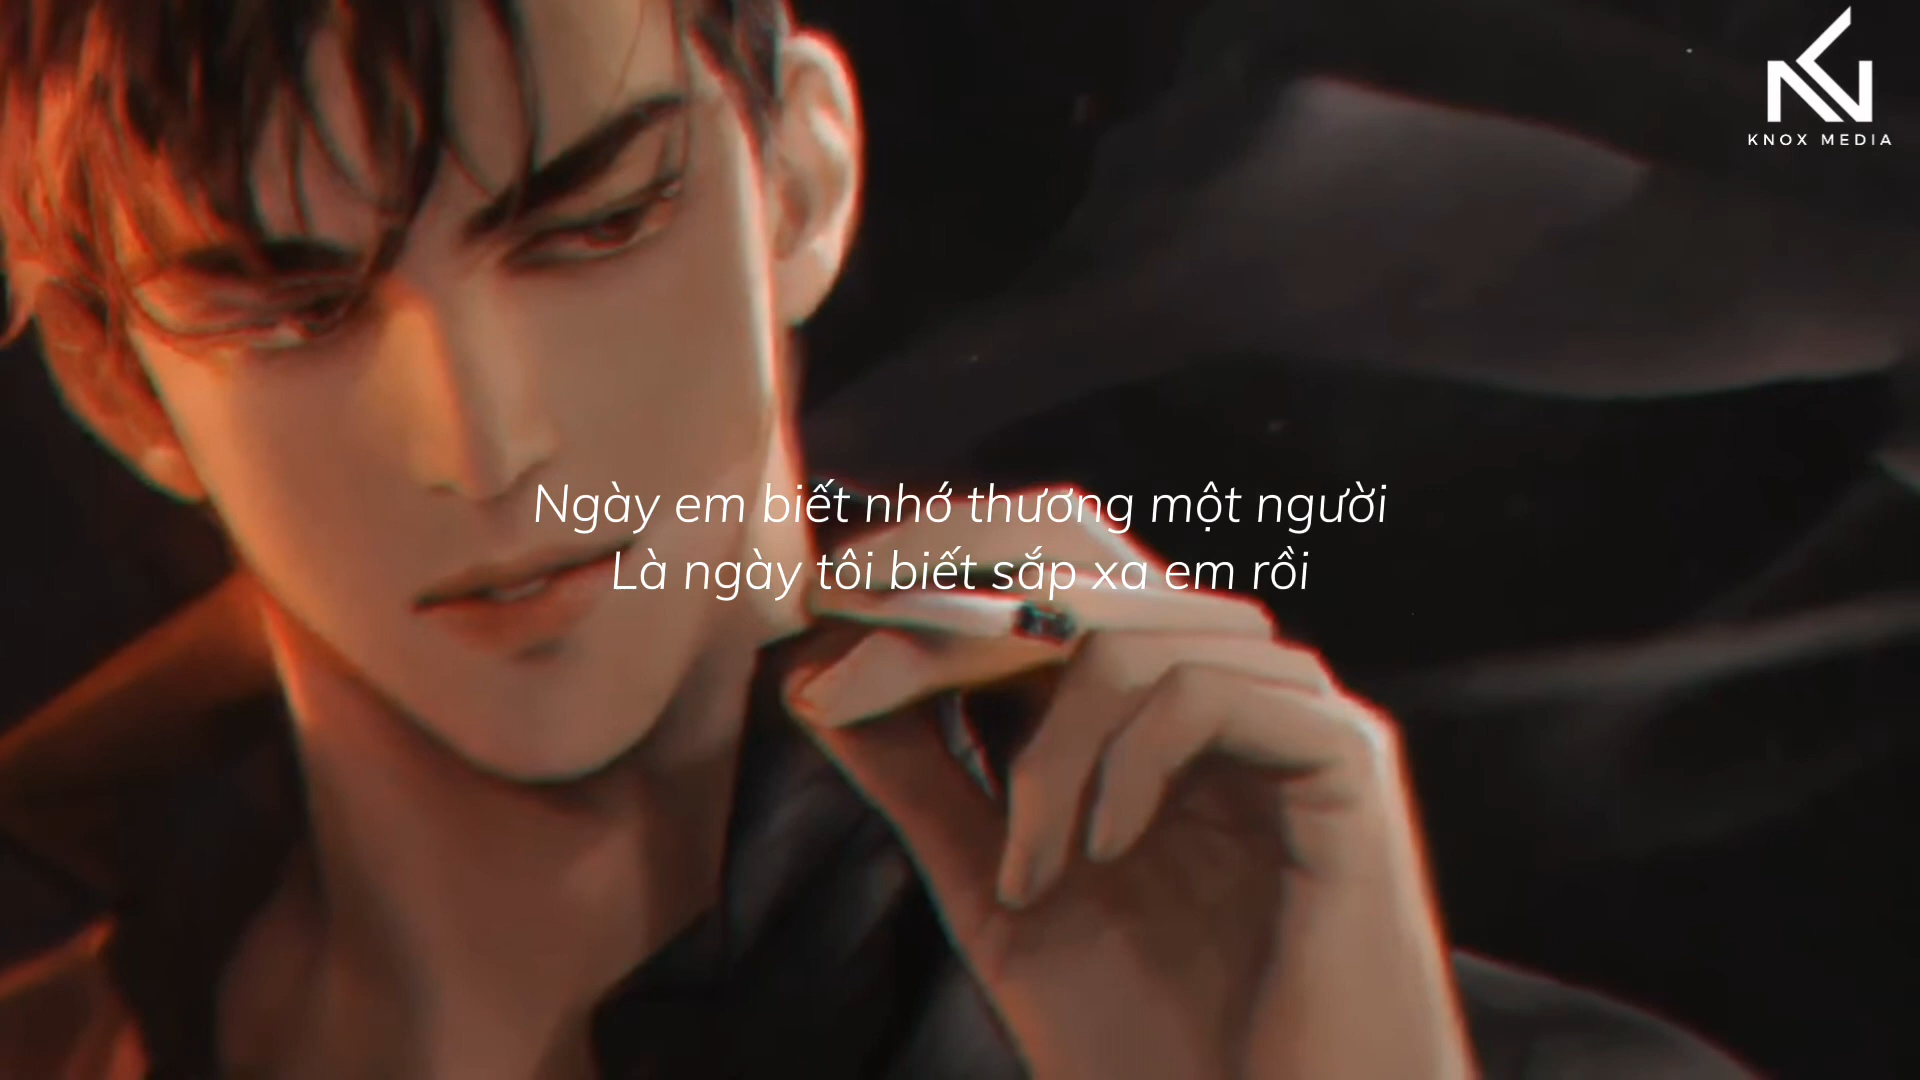 KNOX MEDIA
Ngày em biết nhớ thương một người
Là ngày tôi biết sắp xa em rồi